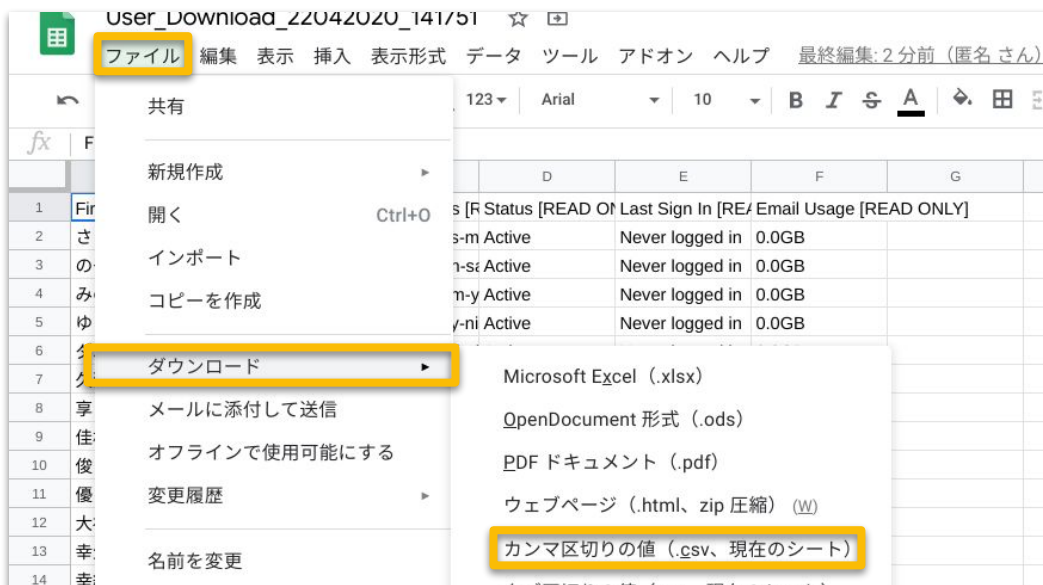 User_Download_22042020_141751
ファイル 編集 表示 挿入 表示形式 データ ツール アドオン ヘルプ 最終編集: 2 分前（匿名 さん）
共有 123 Arial 10 B I S A
fx F
新規作成
D E F G
開く Ctrl+O
1 Status [READ Last Sign In Email Usage [READ ONLY]
2 さ Active Never logged in 0.0GB
インポート
3 の Active Never logged in 0.0GB
コピーを作成
4 Active Never logged in 0.0GB
5 ゆ Active Never logged in 0.0GB
6
ダウンロード
7
Microsoft Excel（.xlsx）
メールに添付して送信
8 享
OpenDocument 形式（.ods）
9 佳
オフラインで使用可能にする
10 俊
PDF ドキュメント（.pdf）
変更履歴
11 優
ウェブページ（.html、zip 圧縮） (W)
12 大
カンマ区切りの値（.csv、現在のシート）
13 幸
名前を変更
14 幸